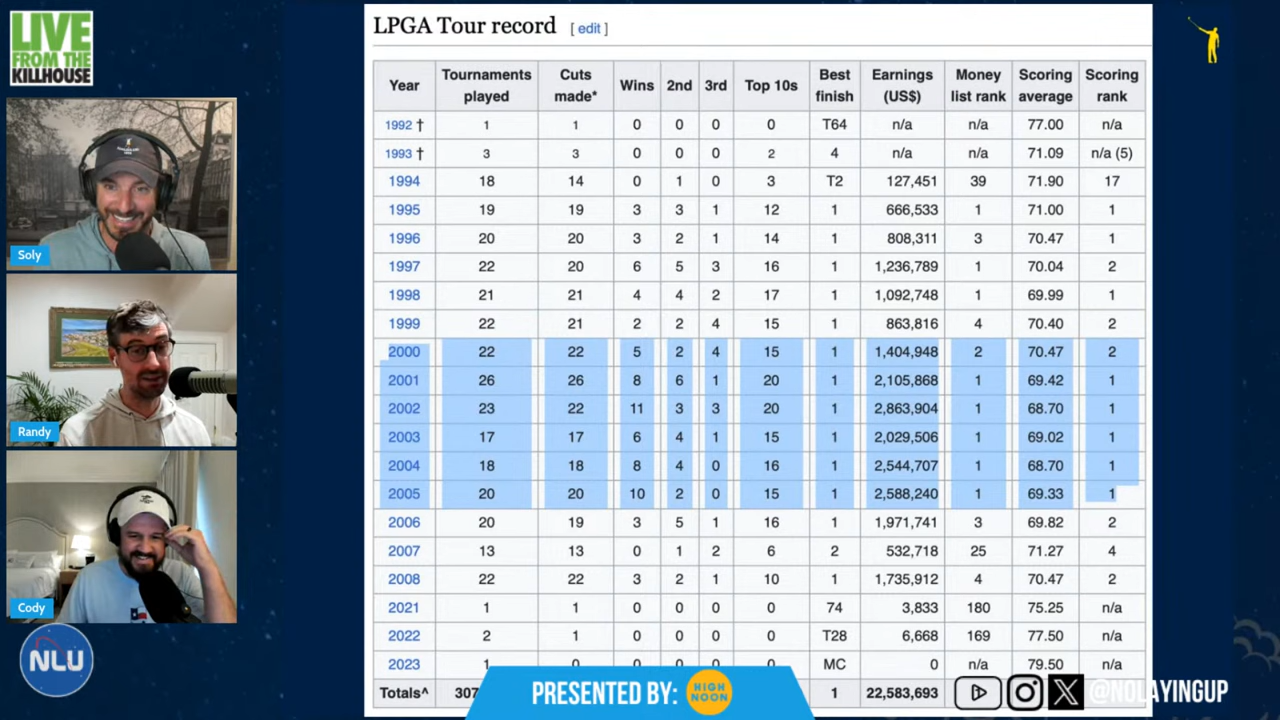 LIVE
FROM THE
KILLHOUSE
Soly
Randy
Cody
NLU
LPGA Tour record [ edit ]
Year Tournaments played Cuts made* Wins 2nd 3rd Top 10s Best finish Earnings (US$) Money list rank Scoring average Scoring rank
1992 † 1 1 0 0 0 0 T64 n/a n/a 77.00 n/a
1993 † 3 3 0 0 0 2 4 n/a n/a 71.09 n/a (5)
1994 18 14 0 1 0 3 T2 127,451 39 71.90 17
1995 19 19 3 3 1 12 1 666,533 1 71.00 1
1996 20 20 3 2 1 14 1 808,311 3 70.47 1
1997 22 20 6 5 3 16 1 1,236,789 1 70.04 2
1998 21 21 4 4 2 17 1 1,092,748 1 69.99 1
1999 22 21 2 2 4 15 1 863,816 4 70.40 2
2000 22 22 5 2 4 15 1 1,404,948 2 70.47 2
2001 26 26 8 6 1 20 1 2,105,868 1 69.42 1
2002 23 22 11 3 3 20 1 2,863,904 1 68.70 1
2003 17 17 6 4 1 15 1 2,029,506 1 69.02 1
2004 18 18 8 4 0 16 1 2,544,707 1 68.70 1
2005 20 20 10 2 0 15 1 2,588,240 1 69.33 1
2006 20 19 3 5 1 16 1 1,971,741 3 69.82 2
2007 13 13 0 1 2 6 2 532,718 25 71.27 4
2008 22 22 3 2 1 10 1 1,735,912 4 70.47 2
2021 1 1 0 0 0 0 74 3,833 180 75.25 n/a
2022 2 1 0 0 0 0 T28 6,668 169 77.50 n/a
2023 1 0 0 0 0 0 MC 0 n/a 79.50 n/a
Totals^ 307 1 22,583,693
PRESENTED BY: HIGH NOON
@NOLAYINGUP